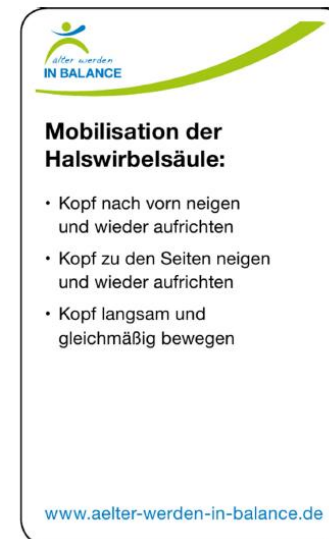 älter werden
IN BALANCE
Mobilisation der
Halswirbelsäule:
• Kopf nach vorn neigen
und wieder aufrichten
• Kopf zu den Seiten neigen
und wieder aufrichten
• Kopf langsam und
gleichmäßig bewegen
www.aelter-werden-in-balance.de